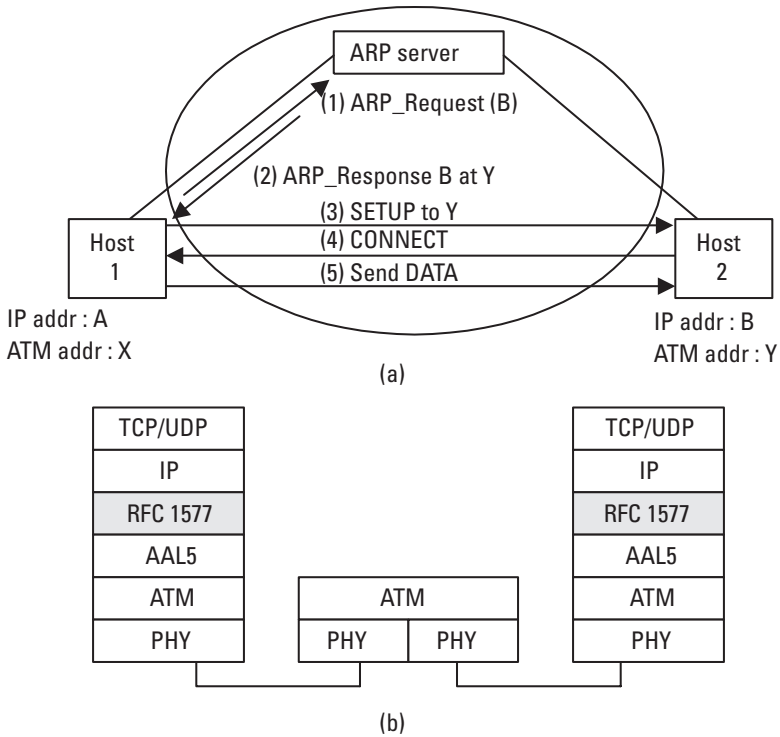 ARP server
(1) ARP_Request (B)
(2) ARP_Response B at Y
(3) SETUP to Y
(4) CONNECT
(5) Send DATA
Host
1
Host
2
IP addr : A
ATM addr : X
IP addr : B
ATM addr : Y
(a)
TCP/UDP
IP
RFC 1577
AAL5
ATM
PHY
ATM
PHY
PHY
TCP/UDP
IP
RFC 1577
AAL5
ATM
PHY
(b)